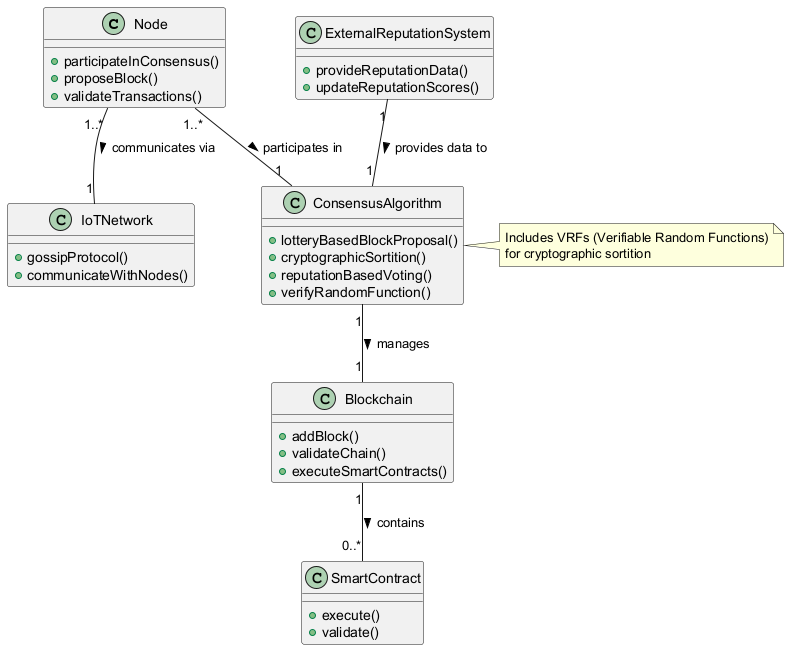 C Node
participateInConsensus()
proposeBlock()
validateTransactions()
C ExternalReputationSystem
provideReputationData()
updateReputationScores()
1..*
communicates via
1
1..*
participates in
1
1
provides data to
1
C IoTNetwork
gossipProtocol()
communicateWithNodes()
C ConsensusAlgorithm
lotteryBasedBlockProposal()
cryptographicSortition()
reputationBasedVoting()
verifyRandomFunction()
Includes VRFs (Verifiable Random Functions)
for cryptographic sortition
1
manages
1
C Blockchain
addBlock()
validateChain()
executeSmartContracts()
1
contains
0..*
C SmartContract
execute()
validate()